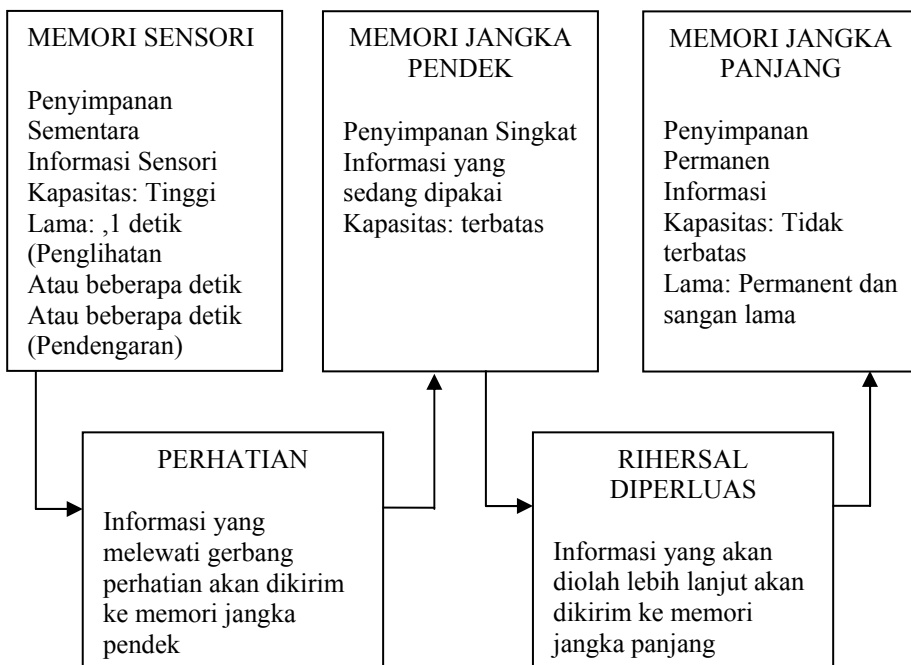 MEMORI SENSORI
Penyimpanan
Sementara
Informasi Sensori
Kapasitas: Tinggi
Lama: ,1 detik
(Penglihatan
Atau beberapa detik
Atau beberapa detik
(Pendengaran)
MEMORI JANGKA
PENDEK
Penyimpanan Singkat
Informasi yang
sedang dipakai
Kapasitas: terbatas
MEMORI JANGKA
PANJANG
Penyimpanan
Permanen
Informasi
Kapasitas: Tidak
terbatas
Lama: Permanent dan
sangan lama
PERHATIAN
Informasi yang
melewati gerbang
perhatian akan dikirim
ke memori jangka
pendek
RIHERSAL
DIPERLUAS
Informasi yang akan
diolah lebih lanjut akan
dikirim ke memori
jangka panjang